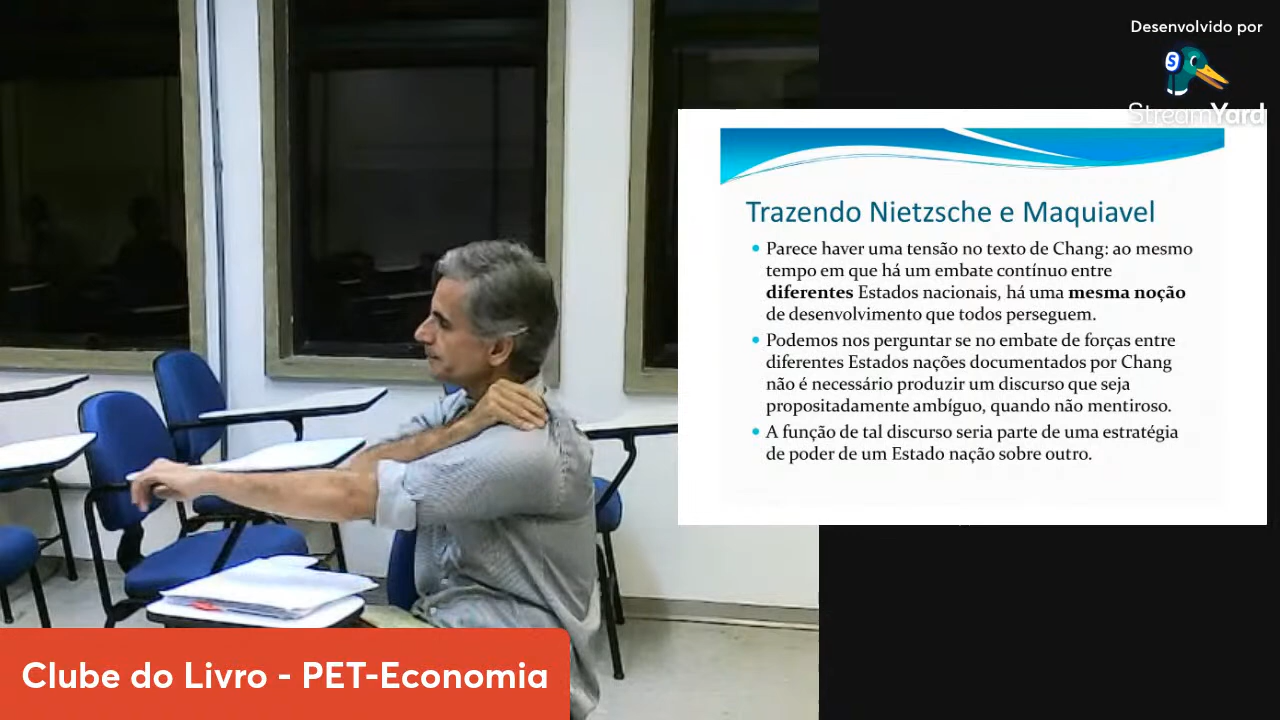 Desenvolvido por
S
StreamYard
Trazendo Nietzsche e Maquiavel
Parece haver uma tensão no texto de Chang: ao mesmo
tempo em que há um embate contínuo entre
diferentes Estados nacionais, há uma mesma noção
de desenvolvimento que todos perseguem.
Podemos nos perguntar se no embate de forças entre
diferentes Estados nações documentados por Chang
não é necessário produzir um discurso que seja
propositadamente ambíguo, quando não mentiroso.
A função de tal discurso seria parte de uma estratégia
de poder de um Estado nação sobre outro.
Clube do Livro - PET-Economia